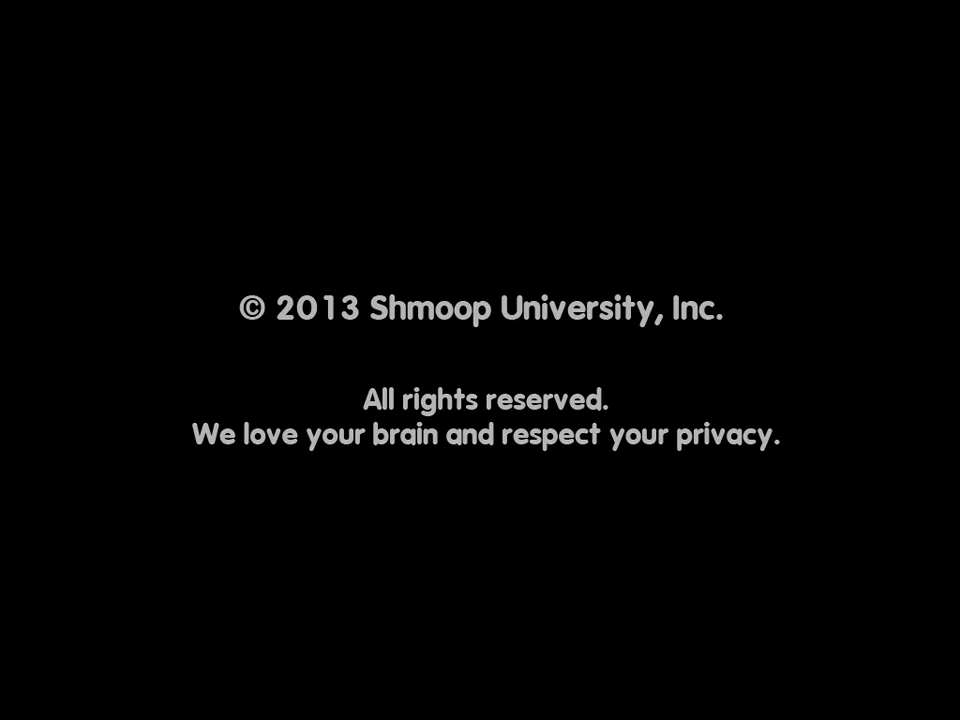 © 2013 Shmoop University, Inc.
All rights reserved.
We love your brain and respect your privacy.